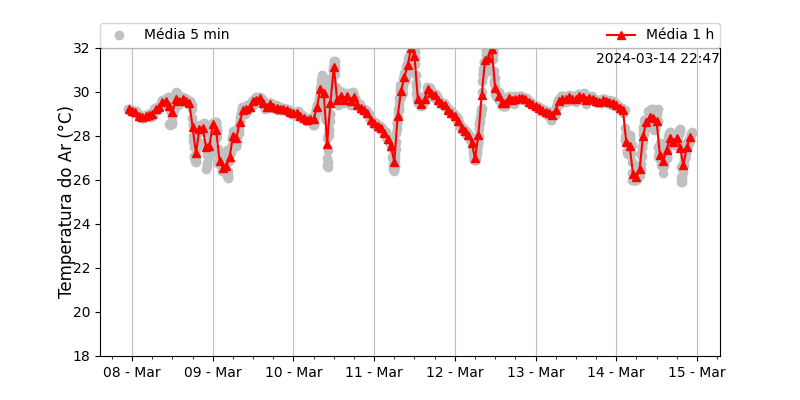 Média 5 min
Média 1 h
2024-03-14 22:47
Temperatura do Ar (°C)
32
30
28
26
24
22
20
18
08 - Mar
09 - Mar
10 - Mar
11 - Mar
12 - Mar
13 - Mar
14 - Mar
15 - Mar